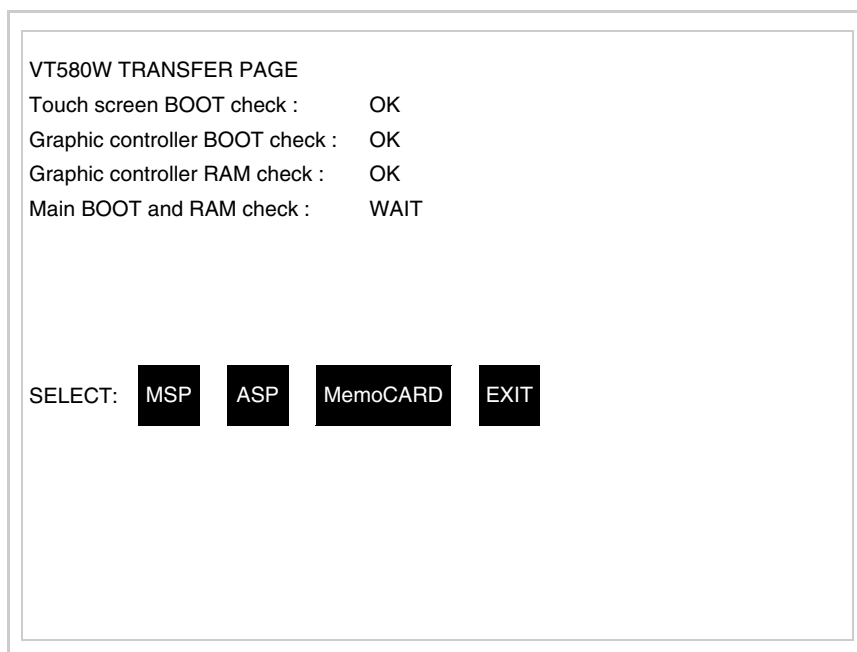 VT580W TRANSFER PAGE
Touch screen BOOT check : OK
Graphic controller BOOT check : OK
Graphic controller RAM check : OK
Main BOOT and RAM check : WAIT
SELECT: MSP ASP MemoCARD EXIT